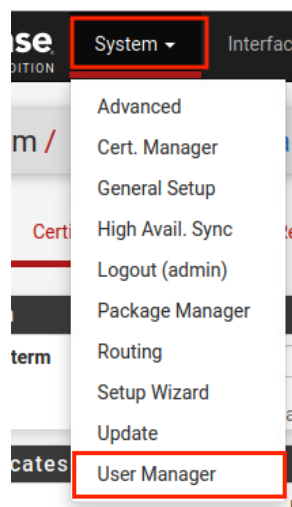 System
Interfac
DITION
m /
Advanced
Cert. Manager
General Setup
Certi
High Avail. Sync
Logout (admin)
Package Manager
term
Routing
Setup Wizard
Update
cates
User Manager